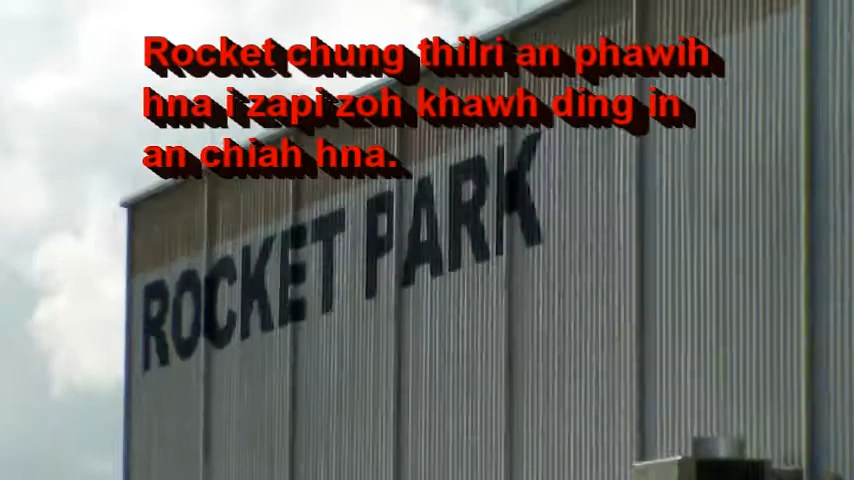 Rocket chung thilri an phawih
hna i zapi zoh khawh ding in
an chiah hna.
ROCKET PARK